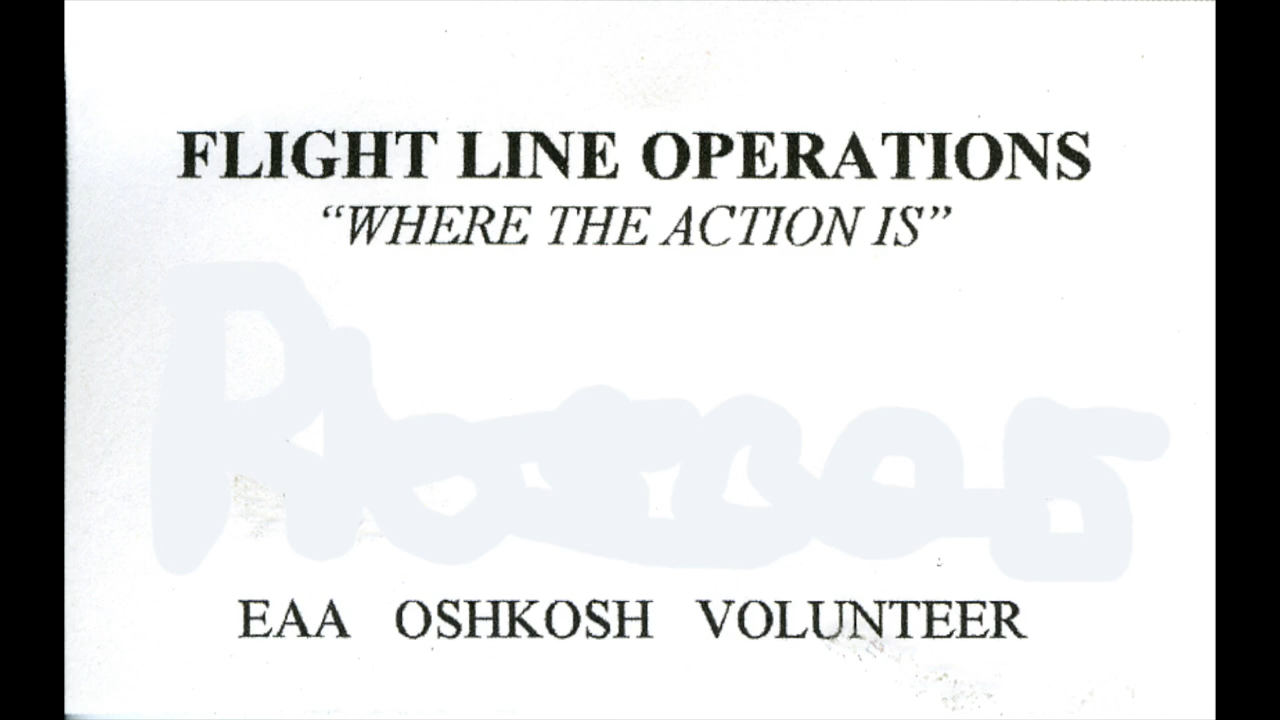 FLIGHT LINE OPERATIONS
“WHERE THE ACTION IS”
EAA OSHKOSH VOLUNTEER